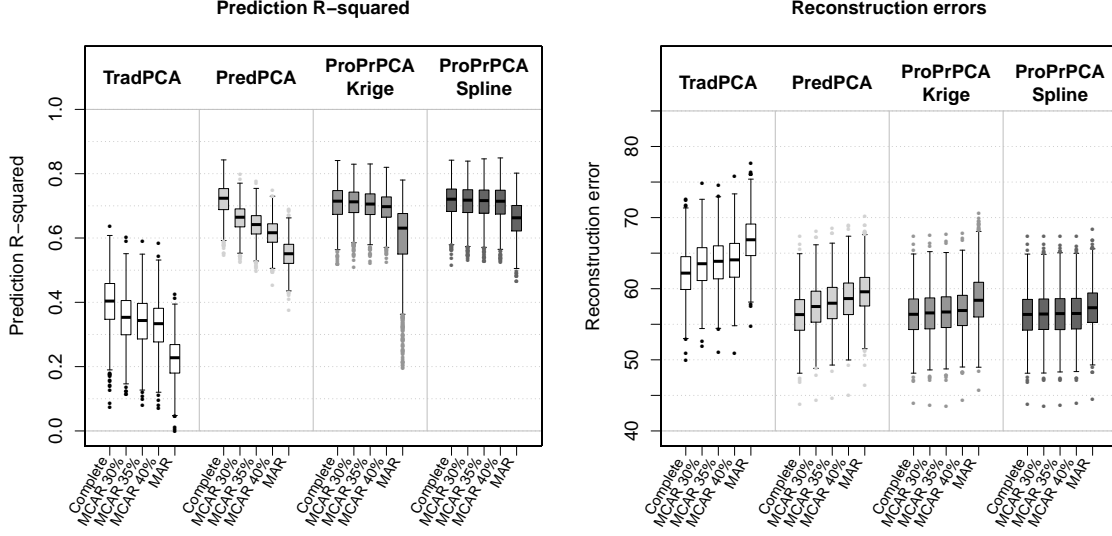 Prediction R−squared
Prediction R−squared
0.0
0.2
0.4
0.6
0.8
1.0
TradPCA
PredPCA
ProPrPCA
Krige
ProPrPCA
Spline
Complete
MCAR 30%
MCAR 35%
MCAR 40%
MAR
Complete
MCAR 30%
MCAR 35%
MCAR 40%
MAR
Complete
MCAR 30%
MCAR 35%
MCAR 40%
MAR
Complete
MCAR 30%
MCAR 35%
MCAR 40%
MAR
Reconstruction errors
Reconstruction error
40
50
60
70
80
TradPCA
PredPCA
ProPrPCA
Krige
ProPrPCA
Spline
Complete
MCAR 30%
MCAR 35%
MCAR 40%
MAR
Complete
MCAR 30%
MCAR 35%
MCAR 40%
MAR
Complete
MCAR 30%
MCAR 35%
MCAR 40%
MAR
Complete
MCAR 30%
MCAR 35%
MCAR 40%
MAR